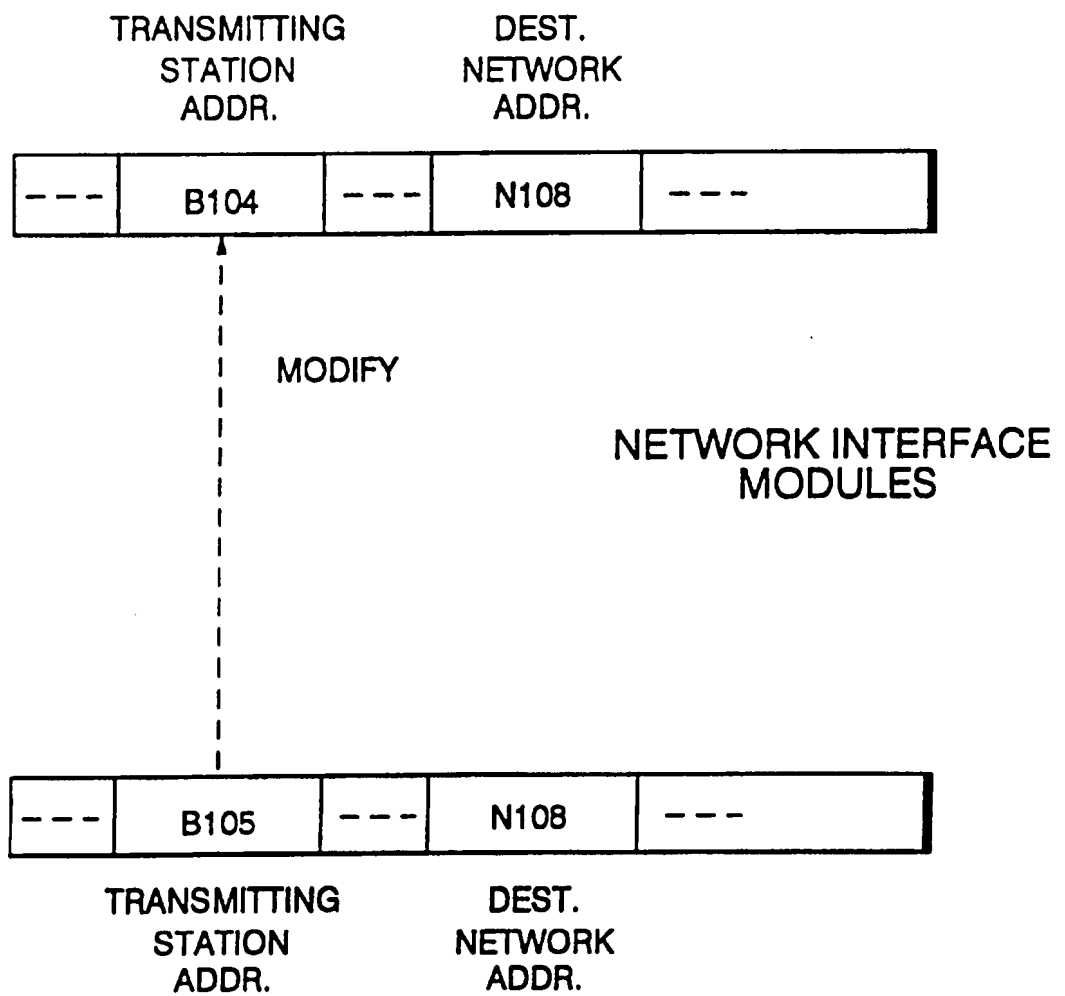 TRANSMITTING STATION ADDR.
DEST. NETWORK ADDR.
--- B104 --- N108 ---
MODIFY
NETWORK INTERFACE
MODULES
--- B105 --- N108 ---
TRANSMITTING STATION ADDR.
DEST. NETWORK ADDR.